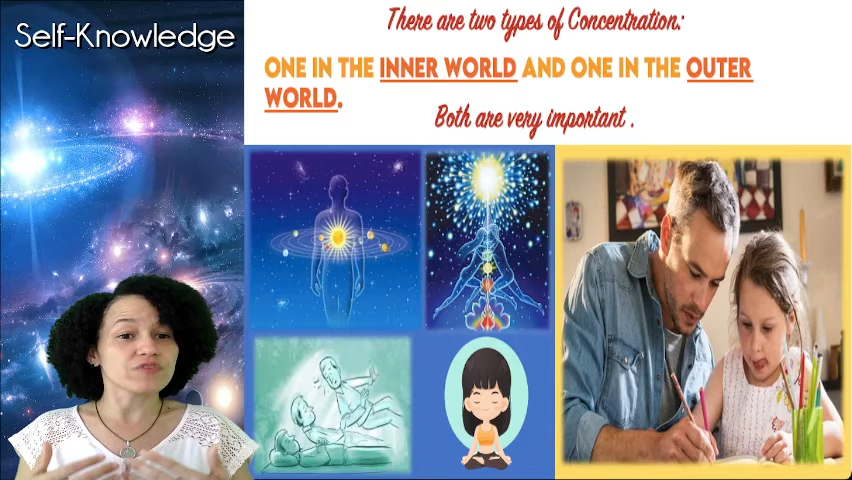 Self-Knowledge
There are two types of Concentration:
ONE IN THE INNER WORLD AND ONE IN THE OUTER
WORLD.
Both are very important .